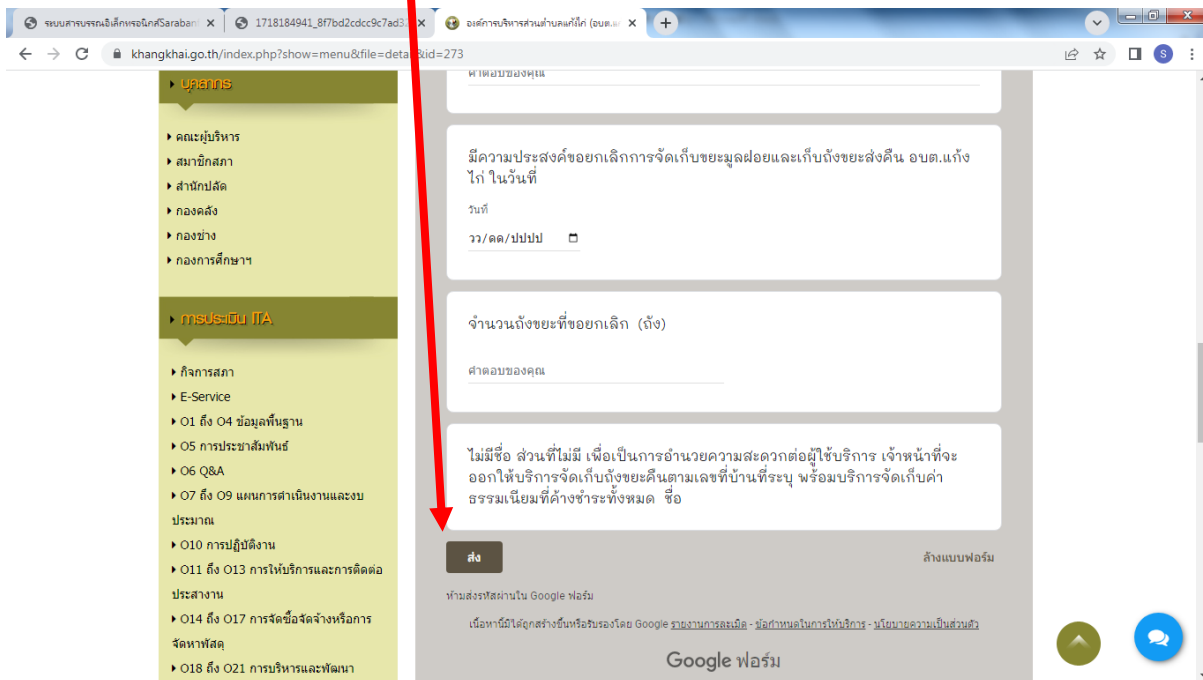 ระบบสารบรรณอิเล็กทรอนิกส์Saraban
1718184941_8f7bd2cdcc9c7ad3
องค์การบริหารส่วนตำบลแก้งไก่ (อบต.แ
khangkhai.go.th/index.php?show=menu&file=detail&id=273
S
บุคลากร
คณะผู้บริหาร
สมาชิกสภา
สำนักปลัด
กองคลัง
กองช่าง
กองการศึกษาฯ
การประเมิน ITA
กิจการสภา
E-Service
O1 ถึง O4 ข้อมูลพื้นฐาน
O5 การประชาสัมพันธ์
O6 Q&A
O7 ถึง O9 แผนการดำเนินงานและงบ
ประมาณ
O10 การปฏิบัติงาน
O11 ถึง O13 การให้บริการและการติดต่อ
ประสางาน
O14 ถึง O17 การจัดซื้อจัดจ้างหรือการ
จัดหาพัสดุ
O18 ถึง O21 การบริหารและพัฒนา
คำตอบของคุณ
มีความประสงค์ขอยกเลิกการจัดเก็บขยะมูลฝอยและเก็บถังขยะส่งคืน อบต.แก้ง
ไก่ ในวันที่
วันที่
วว/ดด/ปปปป
จำนวนถังขยะที่ขอยกเลิก (ถัง)
คำตอบของคุณ
ไม่มีชื่อ ส่วนที่ไม่มี เพื่อเป็นการอำนวยความสะดวกต่อผู้ใช้บริการ เจ้าหน้าที่จะ
ออกให้บริการจัดเก็บถังขยะคืนตามเลขที่บ้านที่ระบุ พร้อมบริการจัดเก็บค่า
ธรรมเนียมที่ค้างชำระทั้งหมด ชื่อ
ส่ง
ล้างแบบฟอร์ม
ห้ามส่งรหัสผ่านใน Google ฟอร์ม
เนื้อหานี้มิได้ถูกสร้างขึ้นหรือรับรองโดย Google รายงานการละเมิด - ข้อกำหนดในการให้บริการ - นโยบายความเป็นส่วนตัว
Google ฟอร์ม